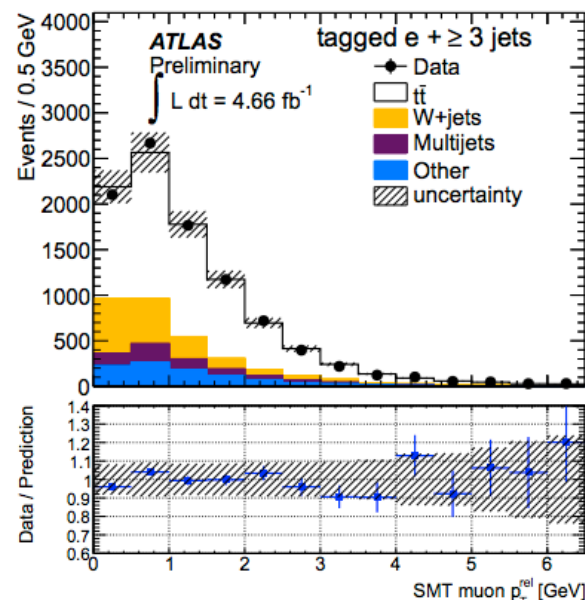 ATLAS
Preliminary
∫ L dt = 4.66 fb⁻¹
tagged e + ≥ 3 jets
Data
tt̄
W+jets
Multijets
Other
uncertainty
Events / 0.5 GeV
4000
3500
3000
2500
2000
1500
1000
500
0
Data / Prediction
1.4
1.3
1.2
1.1
1
0.9
0.8
0.7
0.6
0 1 2 3 4 5 6
SMT muon p_T^rel [GeV]